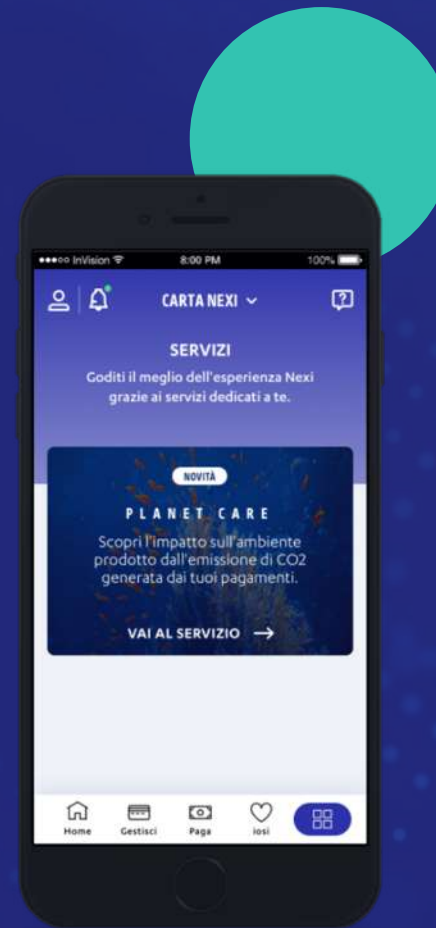 InVision 8:00 PM 100%
CARTA NEXI
SERVIZI
Goditi il meglio dell'esperienza Nexi
grazie ai servizi dedicati a te.
NOVITÀ
PLANET CARE
Scopri l'impatto sull'ambiente
prodotto dall'emissione di CO2
generata dai tuoi pagamenti.
VAI AL SERVIZIO →
Home Gestisci Paga iosi